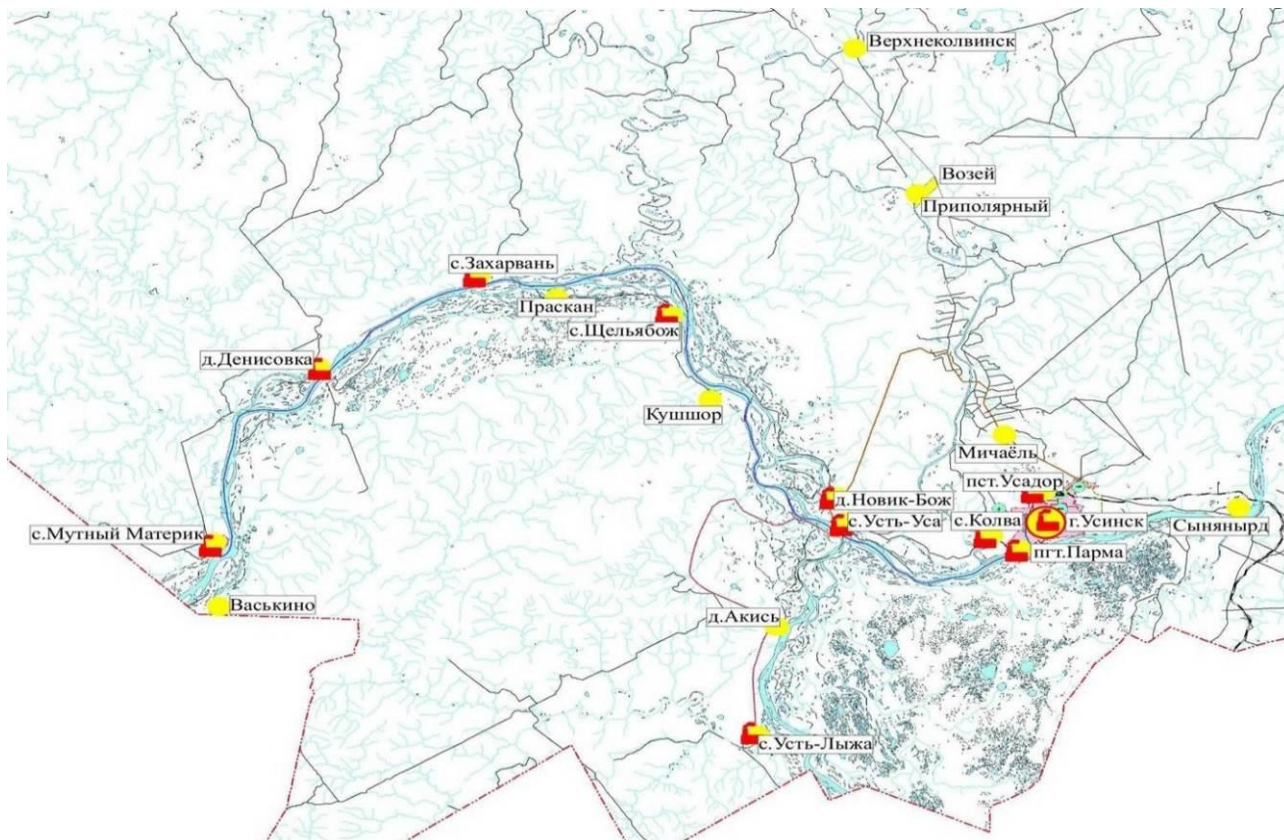 Верхнеколвинск
Возей
Приполярный
с.Захарвань
Праскан
с.Щельябож
д.Денисовка
Кушшор
Мичаёль
пст.Усадор
д.Новик-Бож
с.Усть-Уса
с.Колва
г.Усинск
Сынянырд
с.Мутный Материк
пгт.Парма
Васькино
д.Акись
с.Усть-Лыжа